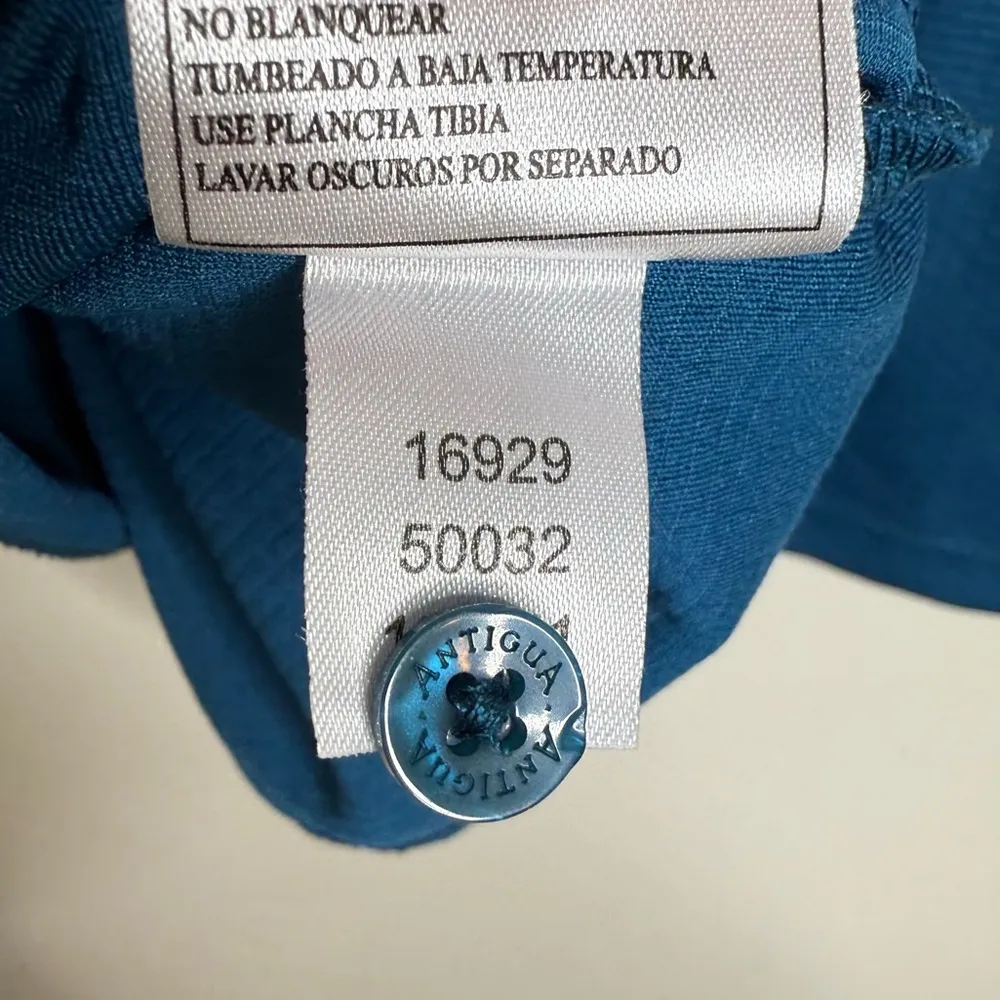 NO BLANQUEAR
TUMBEADO A BAJA TEMPERATURA
USE PLANCHA TIBIA
LAVAR OSCUROS POR SEPARADO
16929
50032
ANTIGUA · ANTIGUA ·